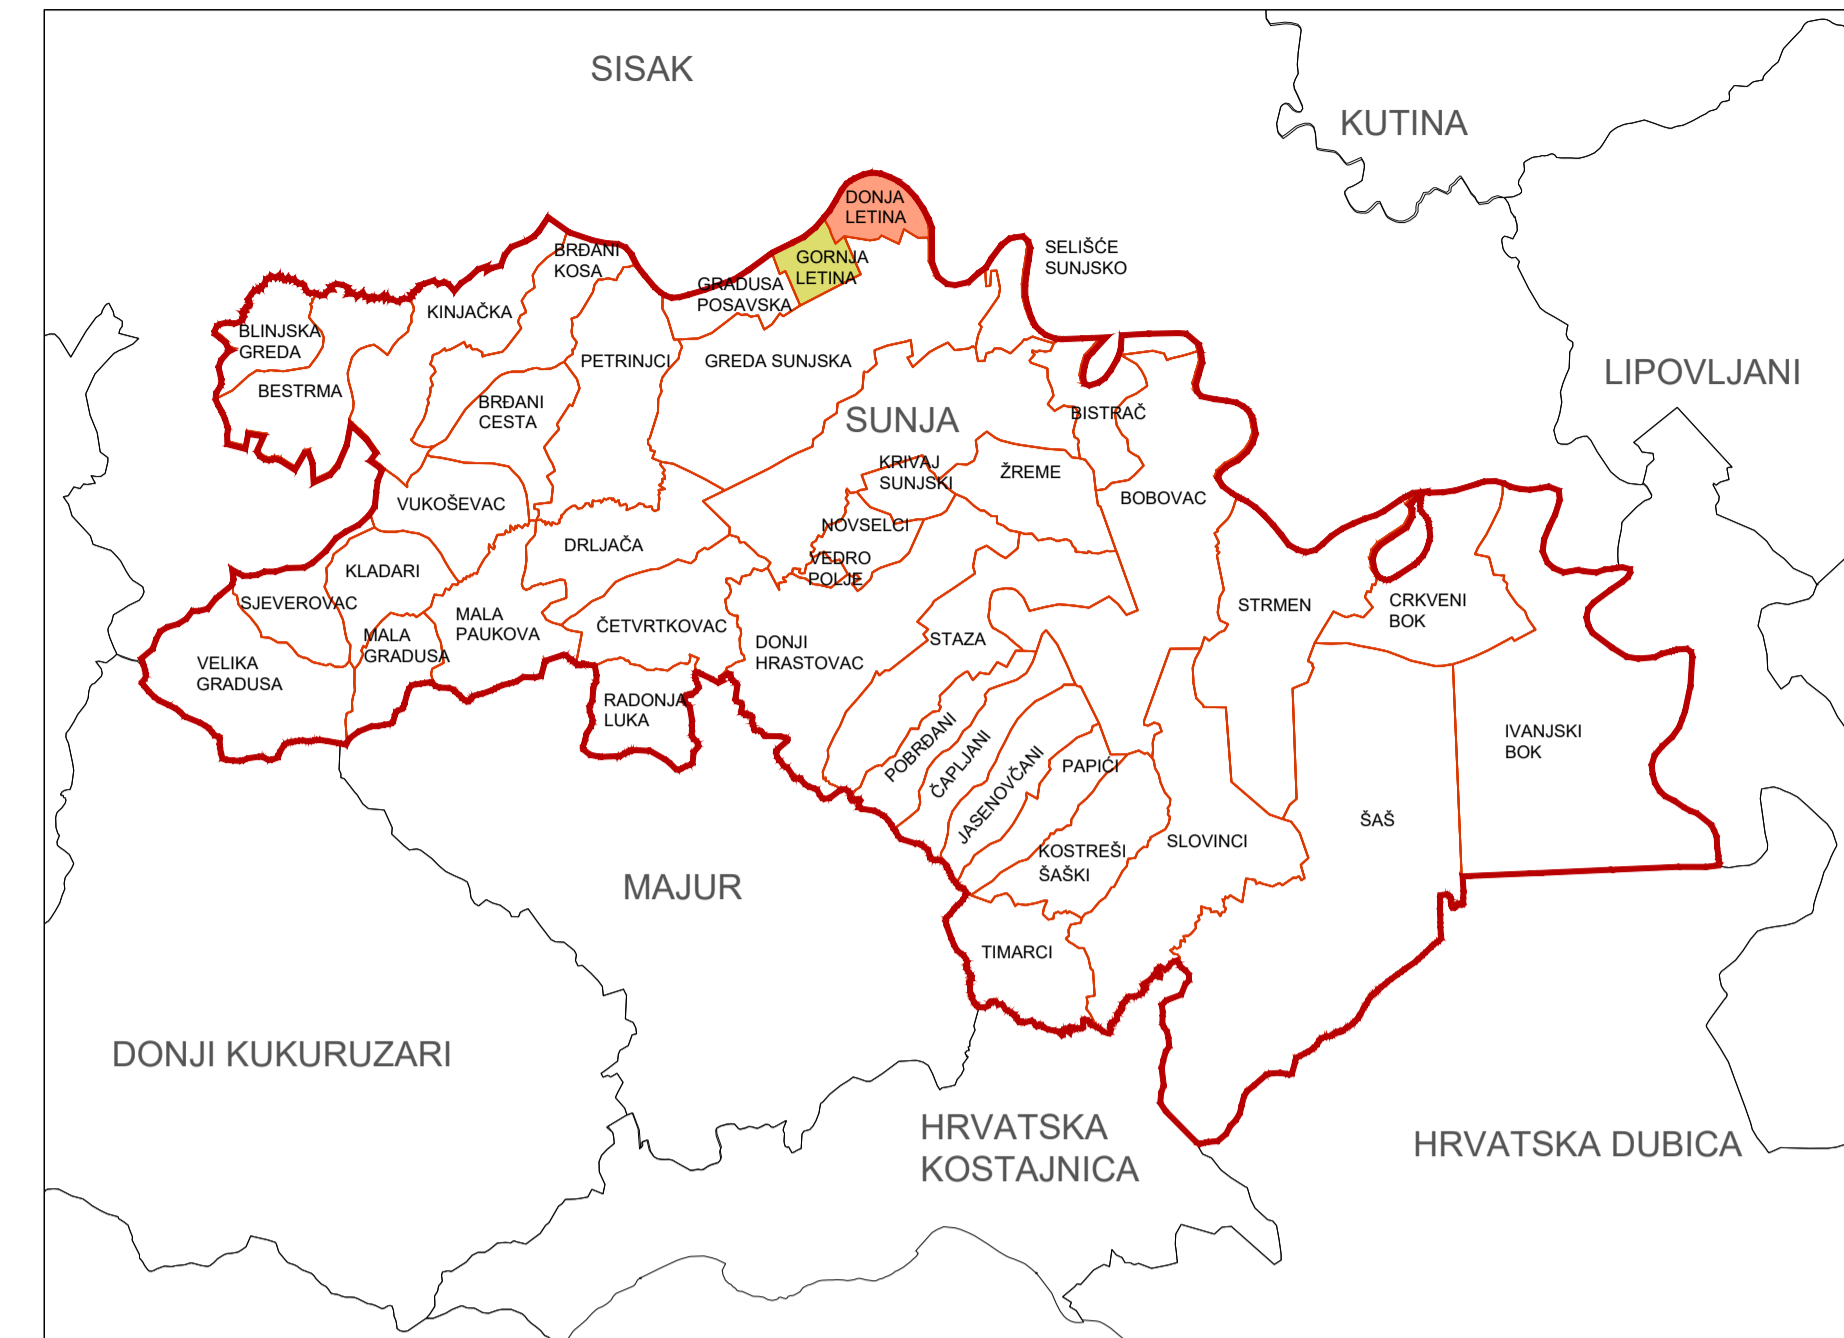 SISAK
KUTINA
DONJA
LETINA
BRĐANI
KOSA
GORNJA
LETINA
SELIŠĆE
SUNJSKO
GRADUSA
POSAVSKA
KINJAČKA
BLINJSKA
GREDA
PETRINJCI
GREDA SUNJSKA
LIPOVLJANI
BESTRMA
BRĐANI
CESTA
SUNJA
BISTRAČ
KRIVAJ
SUNJSKI
ŽREME
VUKOŠEVAC
BOBOVAC
NOVSELCI
DRLJAČA
VEDRO
POLJE
KLADARI
SJEVEROVAC
MALA
PAUKOVA
ČETVRTKOVAC
STRMEN
CRKVENI
BOK
MALA
GRADUSA
DONJI
HRASTOVAC
STAZA
VELIKA
GRADUSA
RADONJA
LUKA
POBRĐANI
ČAPLJANI
JASENOVČANI
PAPIĆI
IVANJSKI
BOK
ŠAŠ
SLOVINCI
KOSTREŠI
ŠAŠKI
MAJUR
TIMARCI
DONJI KUKURUZARI
HRVATSKA
KOSTAJNICA
HRVATSKA DUBICA